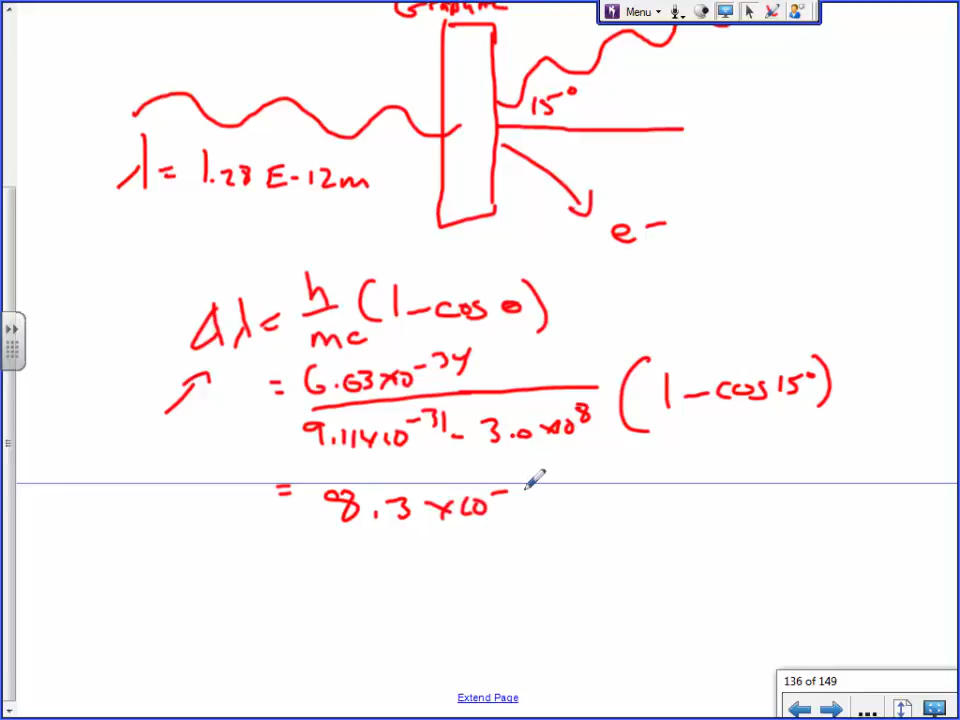 Menu
15°
λ = 1.28 E-12m
e-
Δλ = h/mc (1-cos θ)
= 6.63×10^-34 / 9.11×10^-31 - 3.0×10^8 (1-cos 15°)
= 8.3 ×10^-
Extend Page
136 of 149